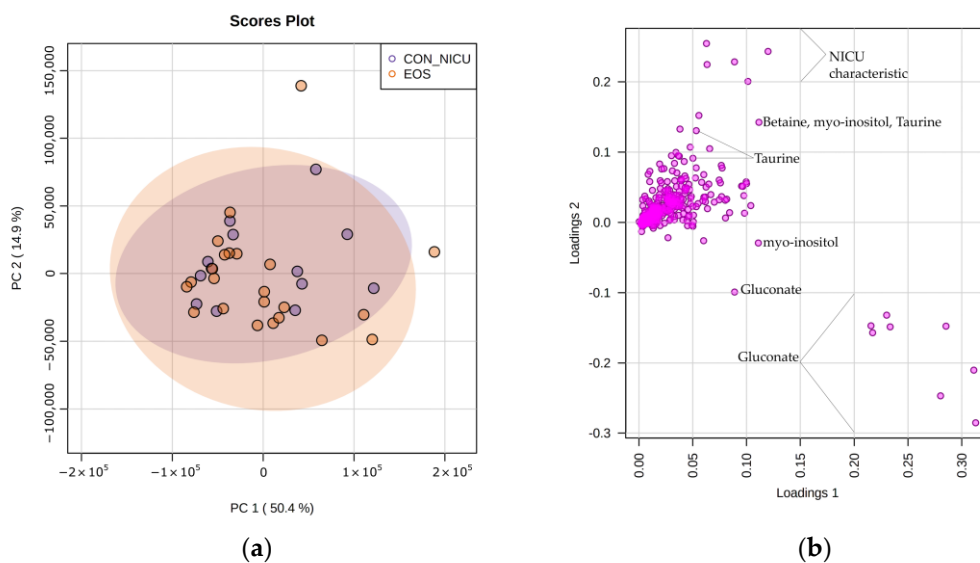 Scores Plot
CON_NICU
EOS
150,000
100,000
50,000
0
−50,000
−100,000
PC 2 ( 14.9 %)
−2×10⁵
−1×10⁵
0
1×10⁵
2×10⁵
PC 1 ( 50.4 %)
(a)
NICU
characteristic
Betaine, myo-inositol, Taurine
Taurine
myo-inositol
Gluconate
Gluconate
0.2
0.1
0.0
-0.1
-0.2
-0.3
Loadings 2
0.00
0.05
0.10
0.15
0.20
0.25
0.30
Loadings 1
(b)